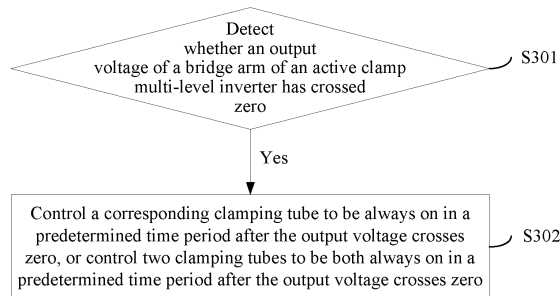 Detect
whether an output
voltage of a bridge arm of an active clamp
multi-level inverter has crossed
zero
S301
Yes
Control a corresponding clamping tube to be always on in a
predetermined time period after the output voltage crosses
zero, or control two clamping tubes to be both always on in a
predetermined time period after the output voltage crosses zero
S302